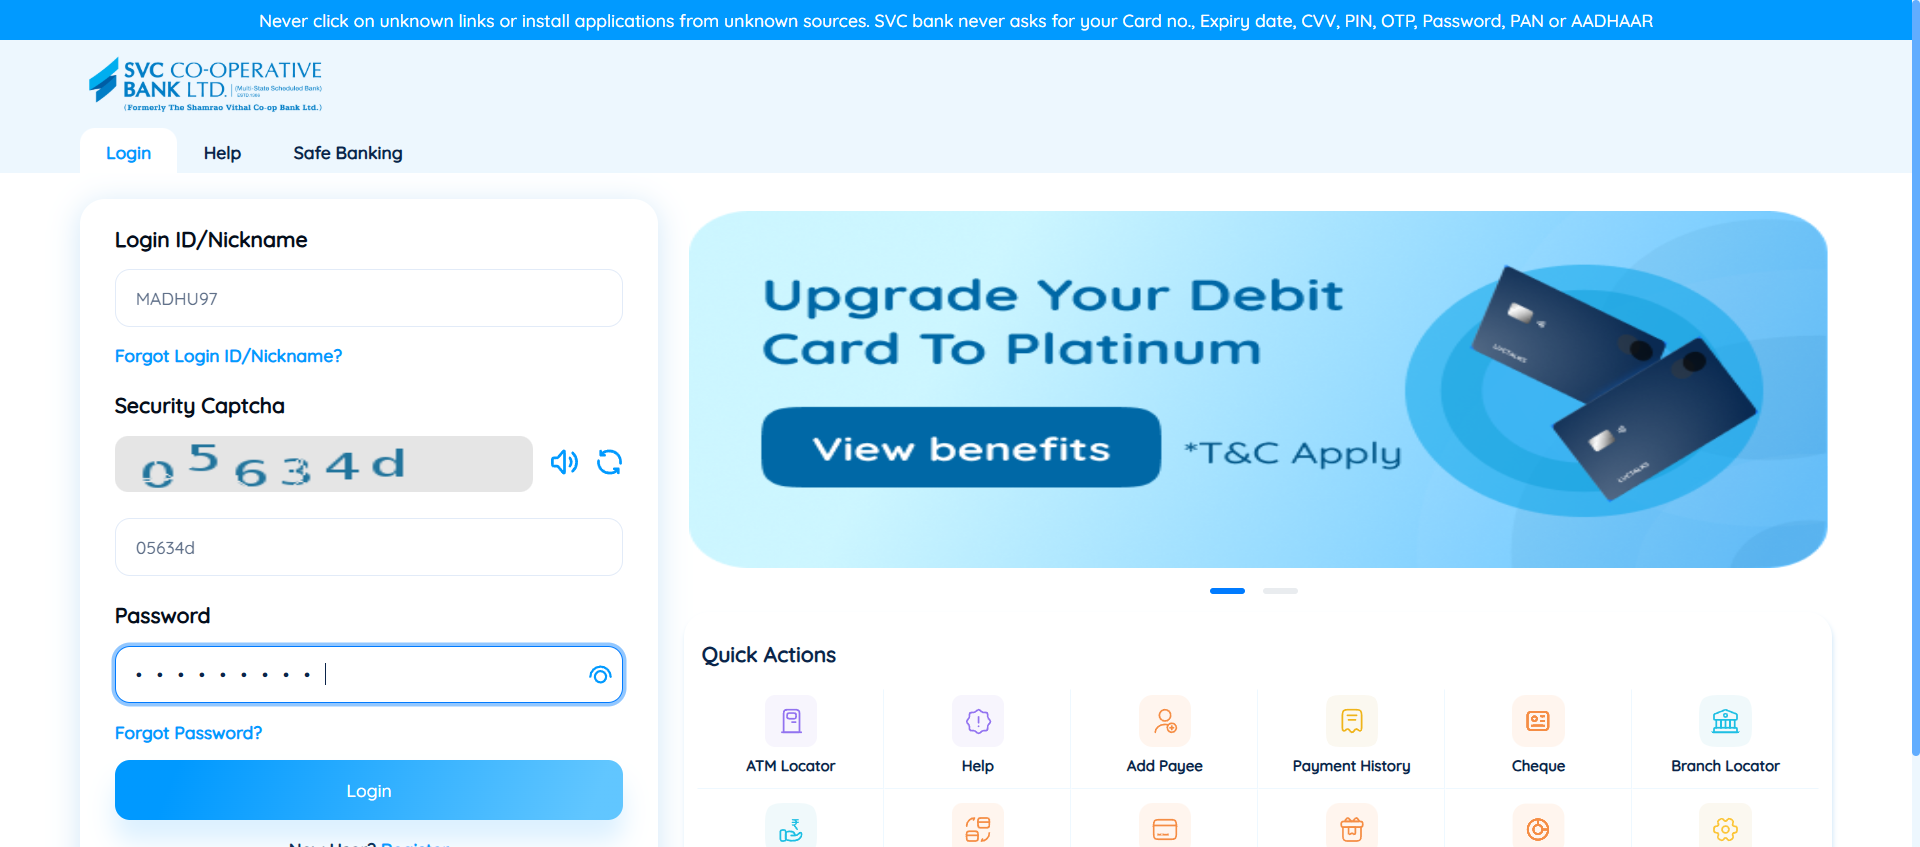 Never click on unknown links or install applications from unknown sources. SVC bank never asks for your Card no., Expiry date, CVV, PIN, OTP, Password, PAN or AADHAAR
SVC CO-OPERATIVE
BANK LTD. (Multi-State Scheduled Bank)
ESTD 1906
(Formerly The Shamrao Vithal Co-op Bank Ltd.)
Login
Help
Safe Banking
Login ID/Nickname
MADHU97
Forgot Login ID/Nickname?
Security Captcha
05634d
05634d
Password
Forgot Password?
Login
Upgrade Your Debit
Card To Platinum
View benefits
*T&C Apply
Quick Actions
ATM Locator
Help
Add Payee
Payment History
Cheque
Branch Locator